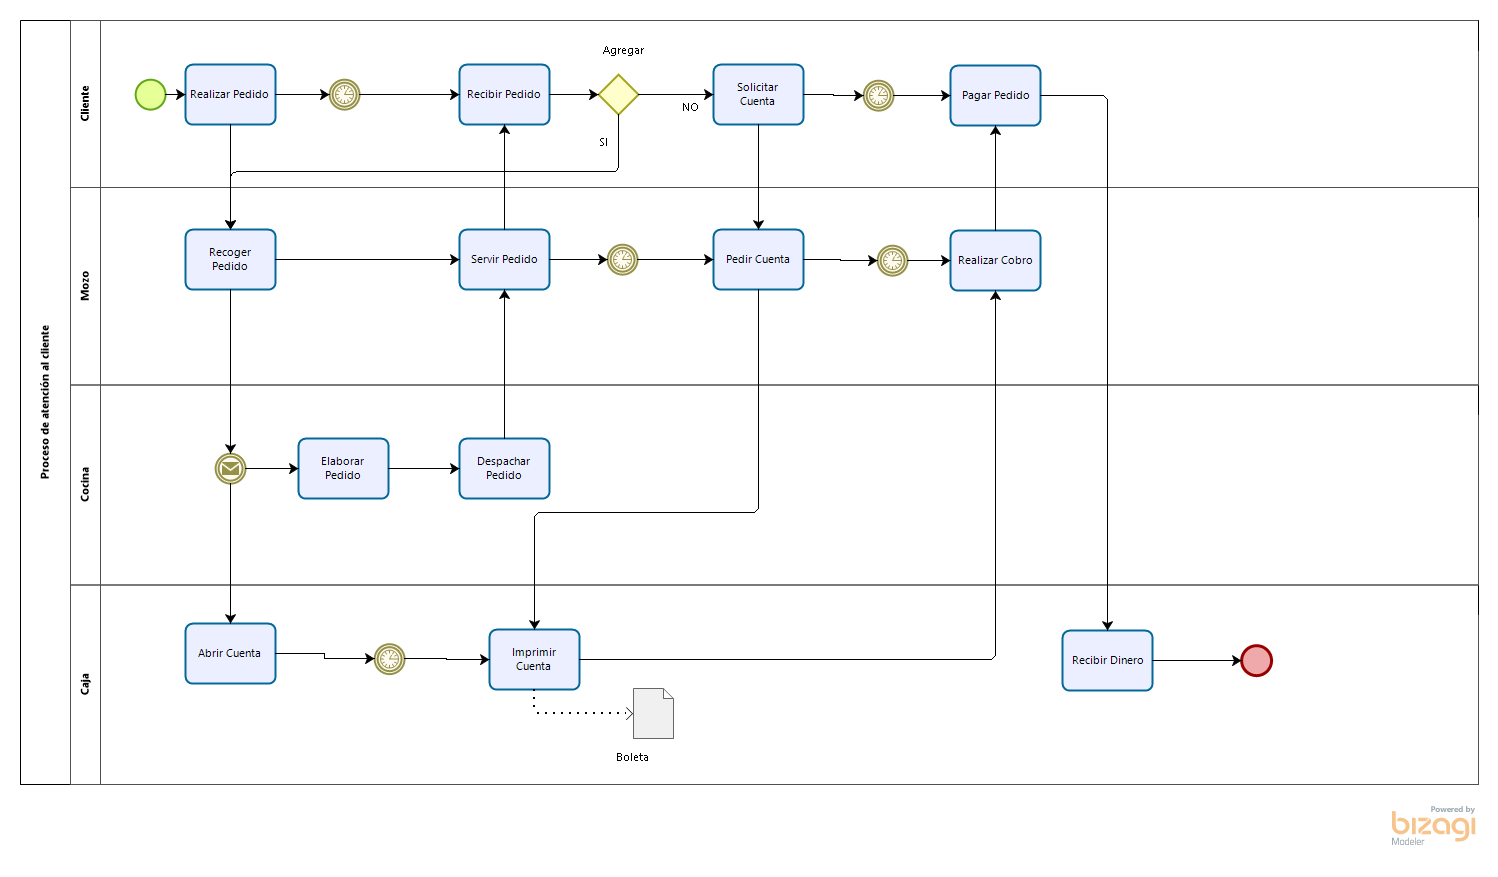 Proceso de atención al cliente
Cliente
Agregar
Realizar Pedido
Recibir Pedido
NO
SI
Solicitar
Cuenta
Pagar Pedido
Mozo
Recoger
Pedido
Servir Pedido
Pedir Cuenta
Realizar Cobro
Cocina
Elaborar
Pedido
Despachar
Pedido
Caja
Abrir Cuenta
Imprimir
Cuenta
Boleta
Recibir Dinero
Powered by
bizagi
Modeler